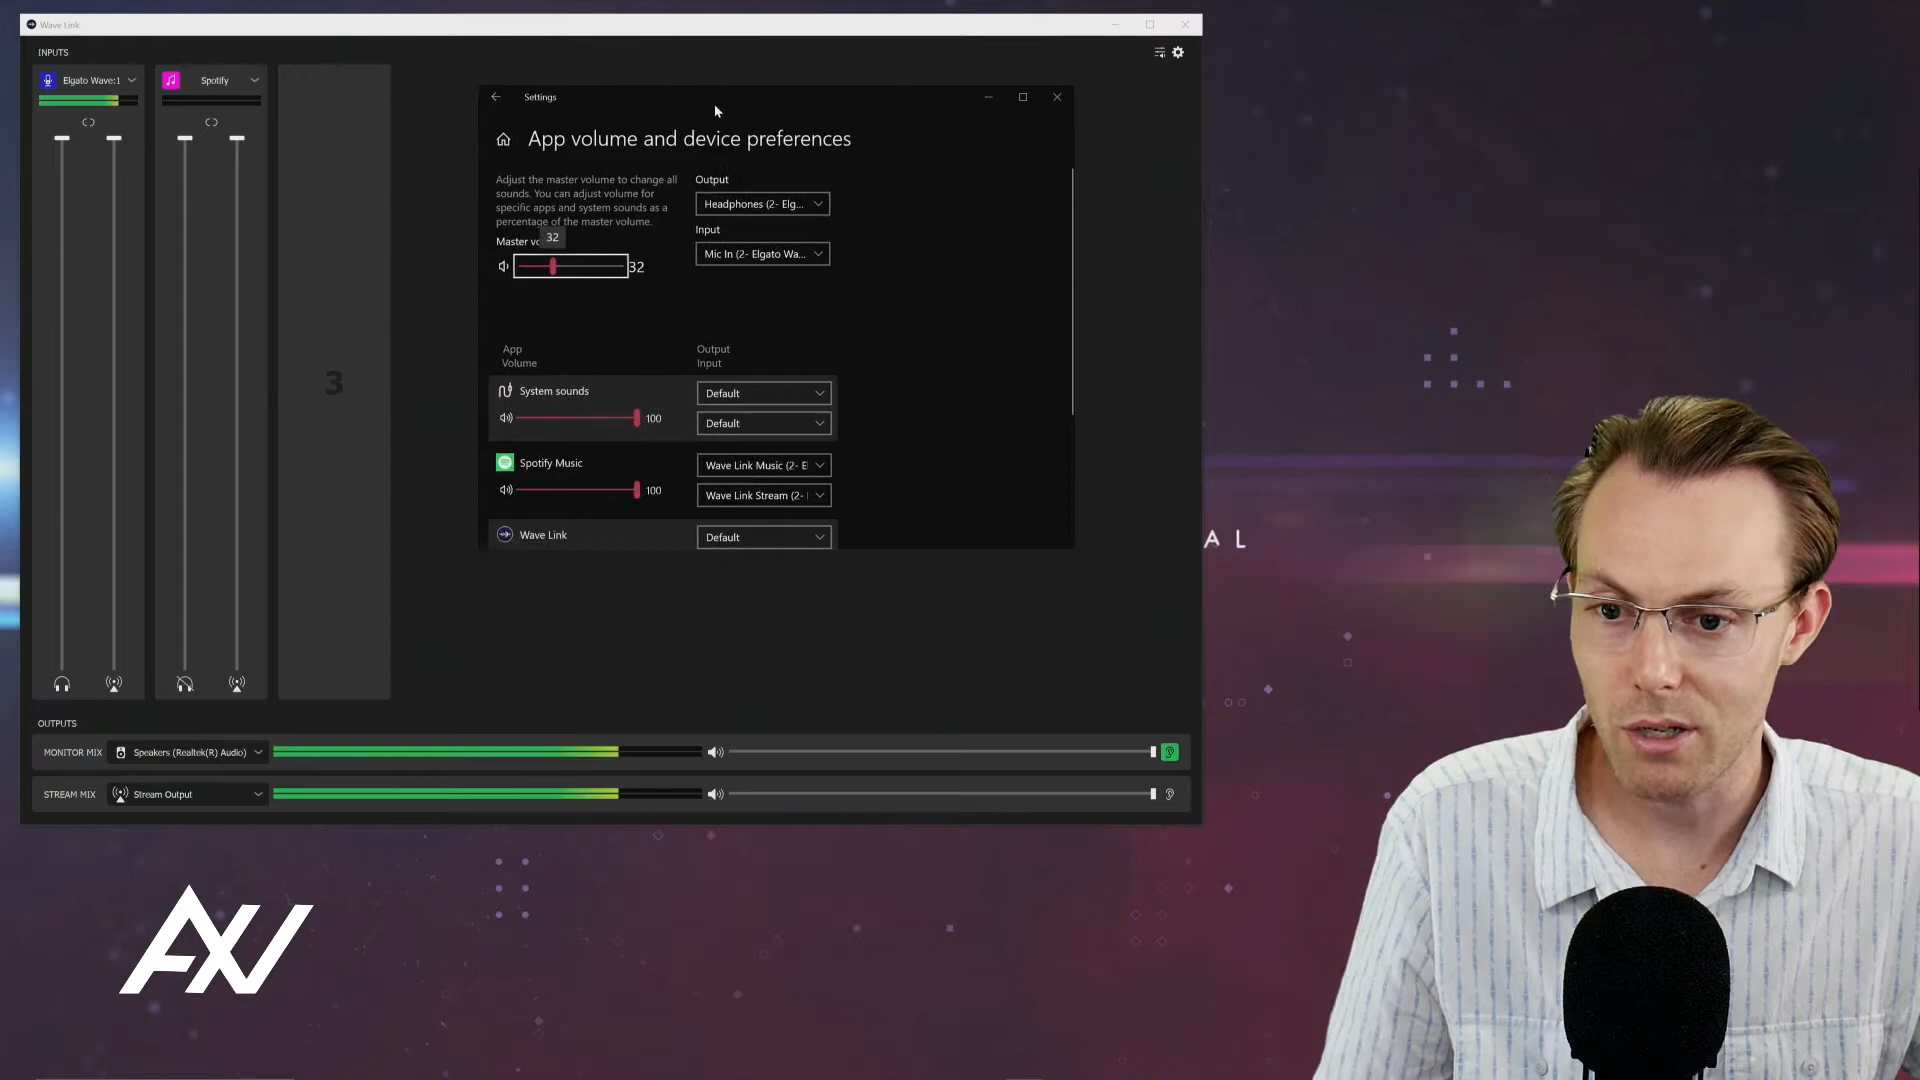 Wave Link
INPUTS
Elgato Wave:1
Spotify
3
Settings
App volume and device preferences
Adjust the master volume to change all
sounds. You can adjust volume for
specific apps and system sounds as a
percentage of the master volume.
Master vo
32
32
Output
Headphones (2- Elg...
Input
Mic In (2- Elgato Wa...
App
Volume
Output
Input
System sounds
100
Default
Default
Spotify Music
100
Wave Link Music (2- E
Wave Link Stream (2-
Wave Link
Default
A L
OUTPUTS
MONITOR MIX
Speakers (Realtek(R) Audio)
STREAM MIX
Stream Output